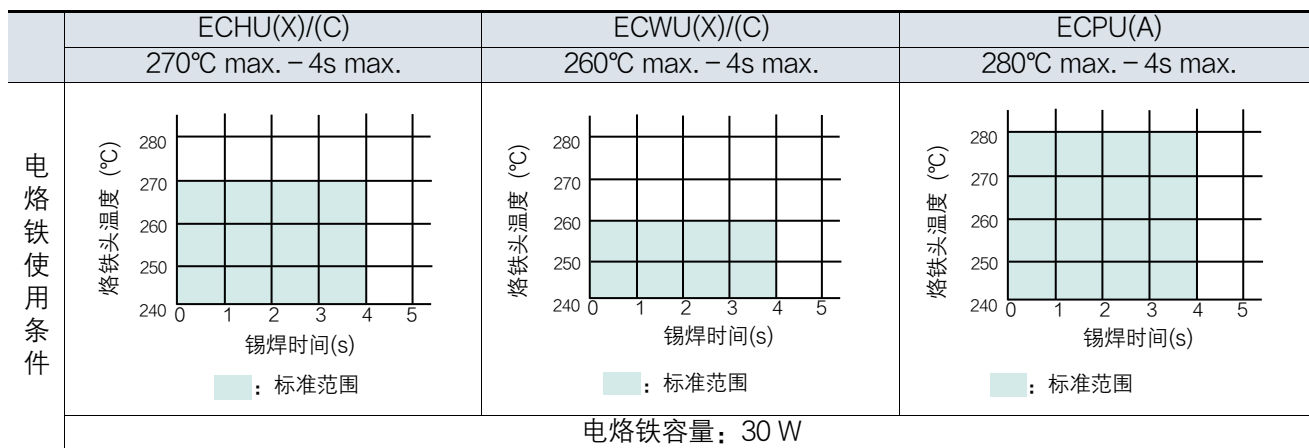 ECHU(X)/(C)
ECWU(X)/(C)
ECPU(A)
270℃ max. – 4s max.
260℃ max. – 4s max.
280℃ max. – 4s max.
电烙铁使用条件
烙铁头温度 (℃)
280
270
260
250
240
0 1 2 3 4 5
锡焊时间(s)
：标准范围
烙铁头温度 (℃)
280
270
260
250
240
0 1 2 3 4 5
锡焊时间(s)
：标准范围
烙铁头温度 (℃)
280
270
260
250
240
0 1 2 3 4 5
锡焊时间(s)
：标准范围
电烙铁容量：30 W